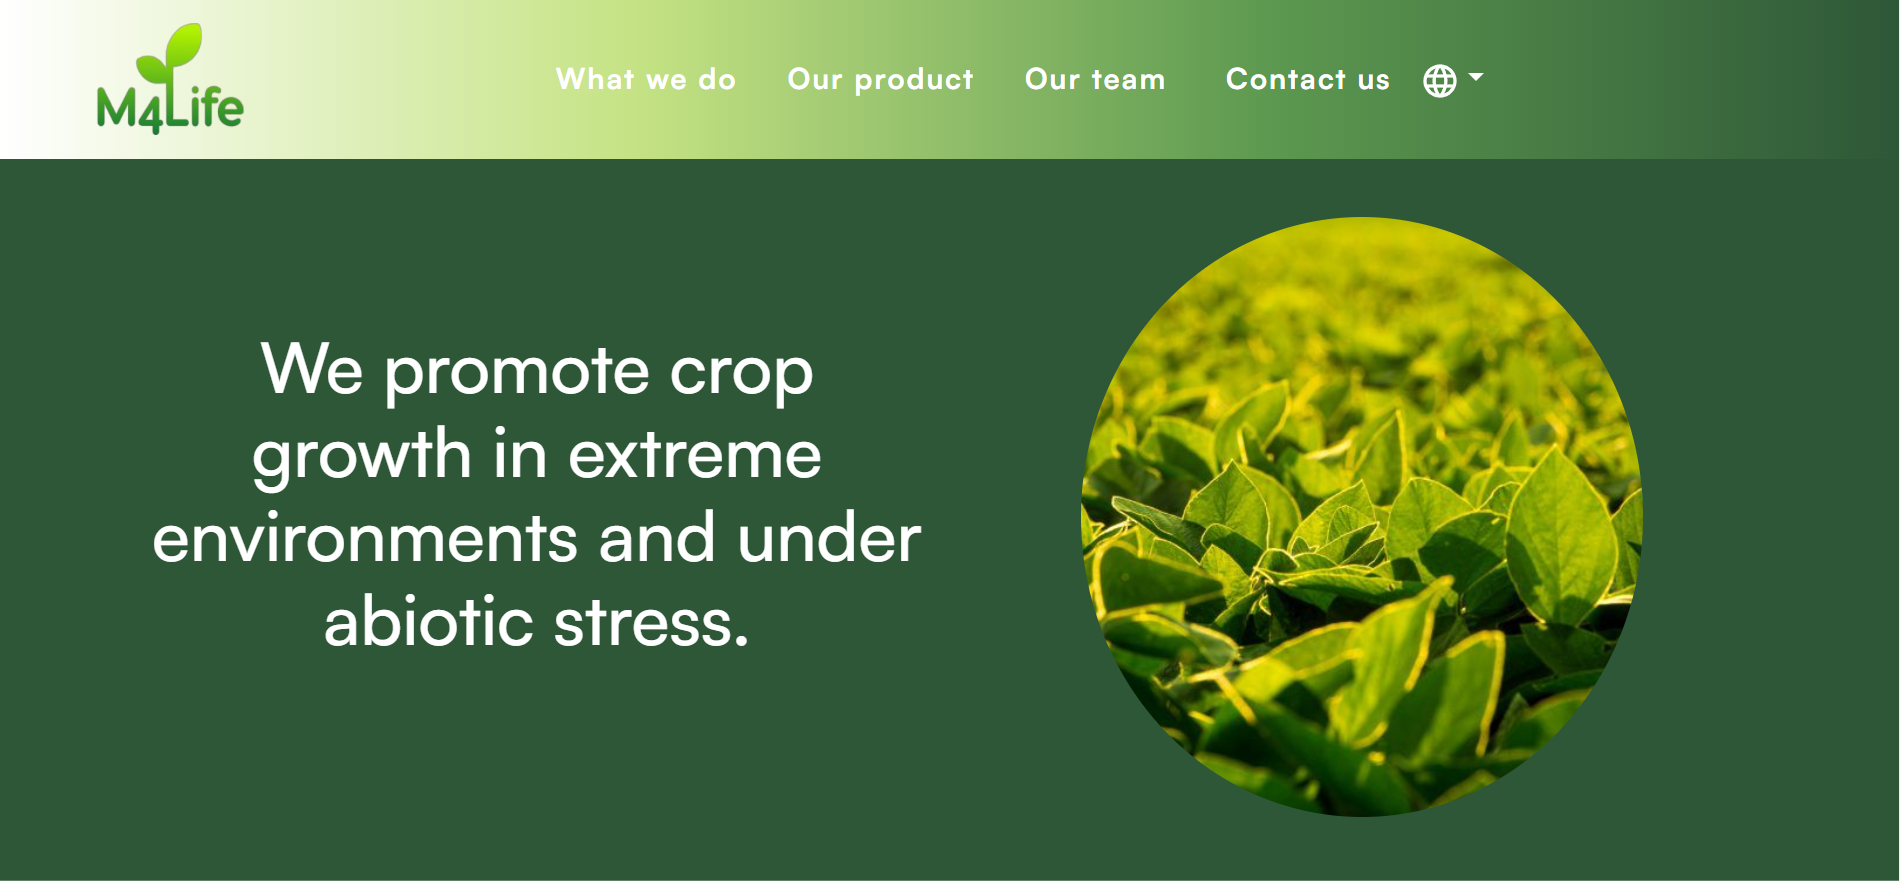 M4Life
What we do Our product Our team Contact us
We promote crop
growth in extreme
environments and under
abiotic stress.